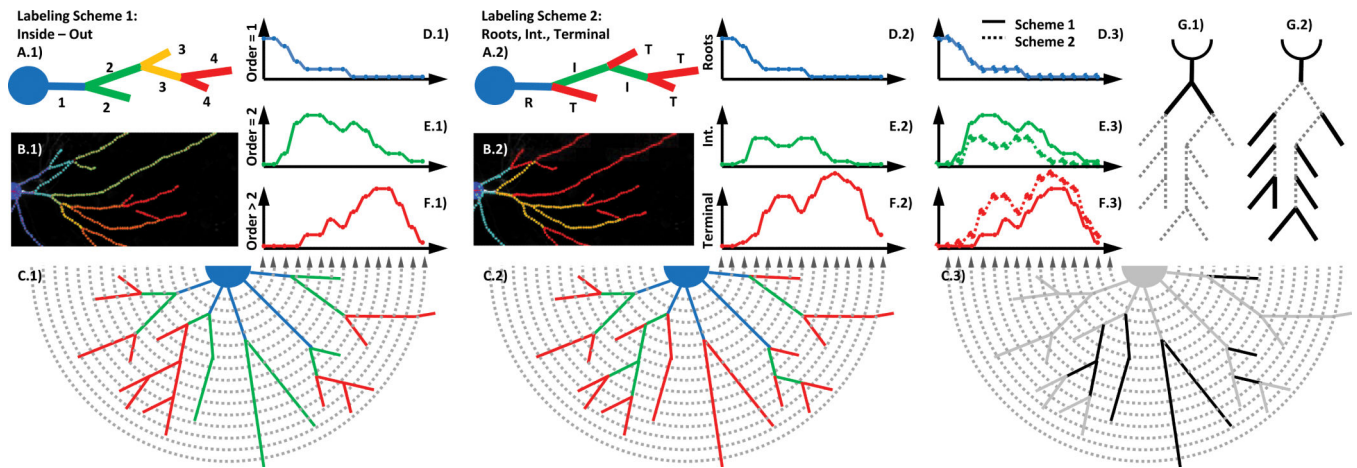 Labeling Scheme 1:
Inside – Out
A.1)
1
2
2
3
3
4
4
B.1)
C.1)
D.1)
Order = 1
E.1)
Order = 2
F.1)
Order > 2
Labeling Scheme 2:
Roots, Int., Terminal
A.2)
R
I
T
T
I
T
T
B.2)
C.2)
D.2)
Roots
E.2)
Int.
F.2)
Terminal
Scheme 1
Scheme 2
D.3)
E.3)
F.3)
C.3)
G.1)
G.2)